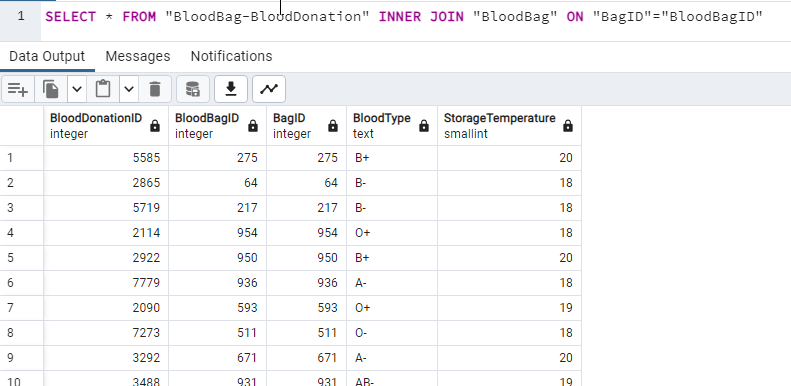 1 SELECT * FROM "BloodBag-BloodDonation" INNER JOIN "BloodBag" ON "BagID"="BloodBagID"
Data Output Messages Notifications
BloodDonationID BloodBagID BagID BloodType StorageTemperature
integer integer integer text smallint
1 5585 275 275 B+ 20
2 2865 64 64 B- 18
3 5719 217 217 B- 18
4 2114 954 954 O+ 18
5 2922 950 950 B+ 20
6 7779 936 936 A- 18
7 2090 593 593 O+ 19
8 7273 511 511 O- 18
9 3292 671 671 A- 20
10 3488 931 931 AB- 19